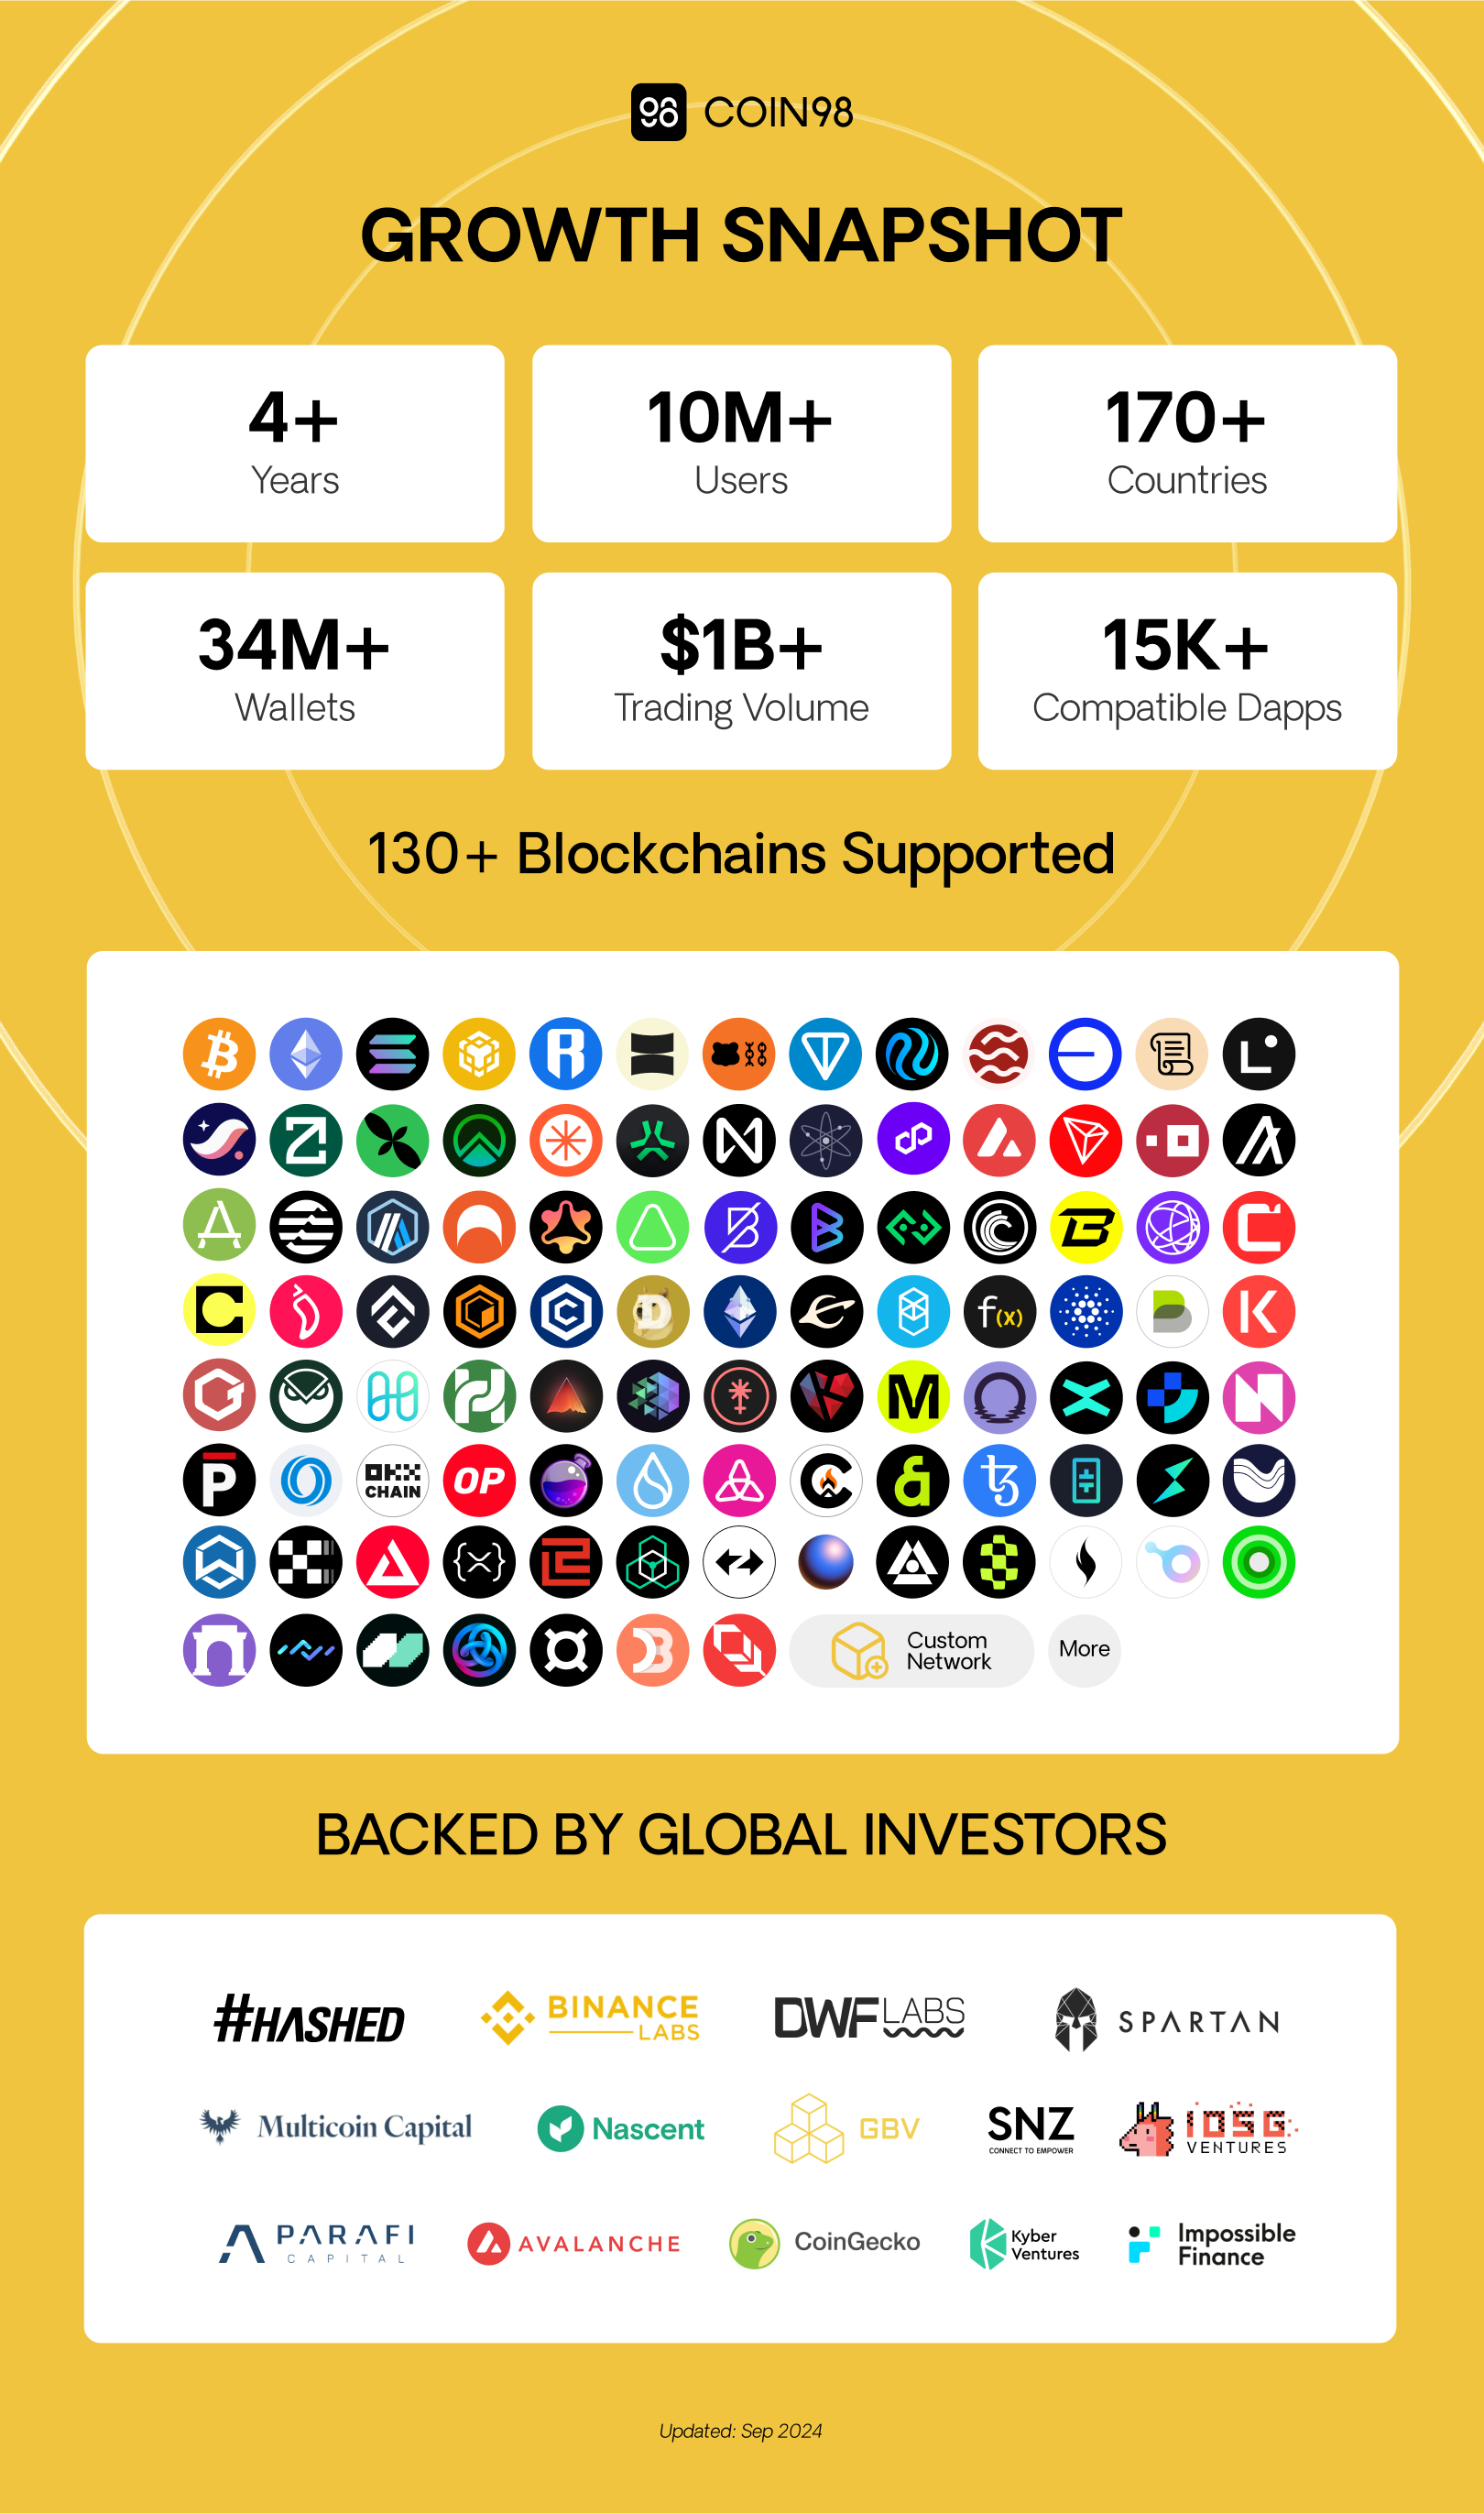 COIN98
GROWTH SNAPSHOT
4+
Years
10M+
Users
170+
Countries
34M+
Wallets
$1B+
Trading Volume
15K+
Compatible Dapps
130+ Blockchains Supported
f(x)
OKX
CHAIN
OP
Custom
Network
More
BACKED BY GLOBAL INVESTORS
#HASHED
BINANCE
LABS
DWF LABS
SPARTAN
Multicoin Capital
Nascent
GBV
SNZ
CONNECT TO EMPOWER
IOSG
VENTURES
PARAFI
CAPITAL
AVALANCHE
CoinGecko
Kyber
Ventures
Impossible
Finance
Updated: Sep 2024